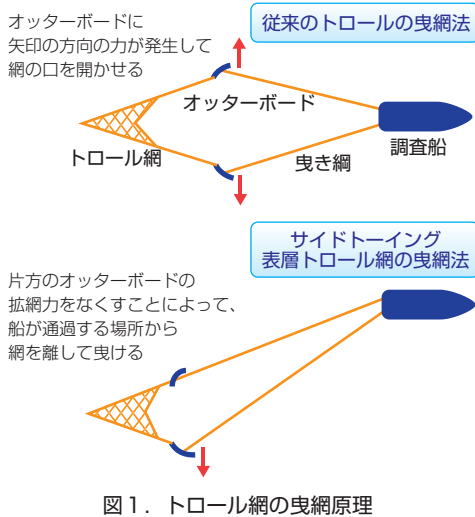 オッターボードに
矢印の方向の力が発生して
網の口を開かせる
従来のトロールの曳網法
オッターボード
トロール網
曳き綱
調査船
サイドトーイング
表層トロール網の曳網法
片方のオッターボードの
拡網力をなくすことによって、
船が通過する場所から
網を離して曳ける
図1．トロール網の曳網原理